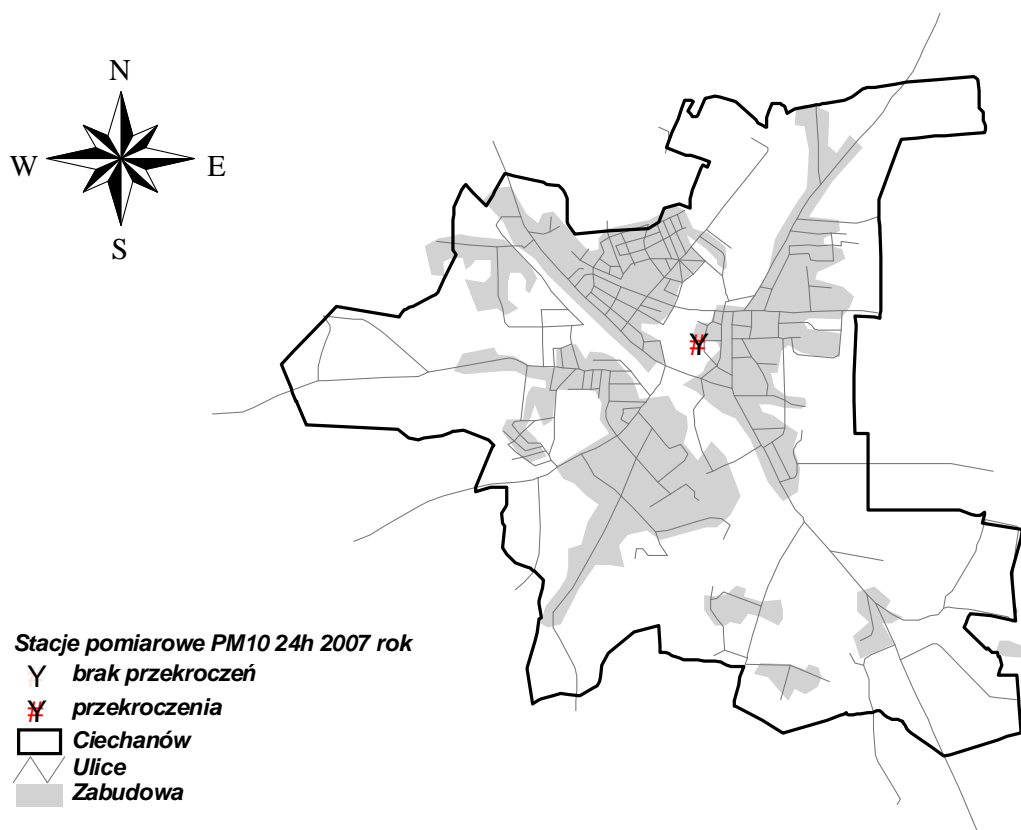 N
W E
S
Stacje pomiarowe PM10 24h 2007 rok
Y brak przekroczeń
Y# przekroczenia
Ciechanów
Ulice
Zabudowa
Y#